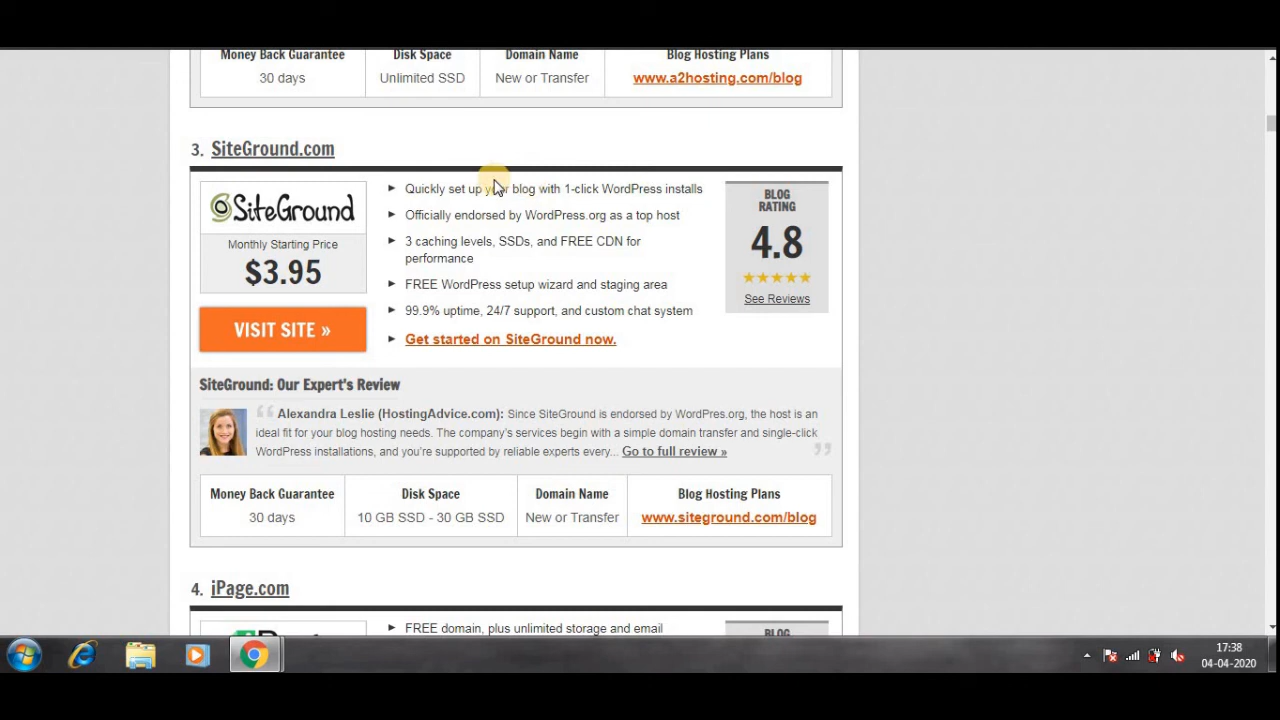 Money Back Guarantee Disk Space Domain Name Blog Hosting Plans
30 days Unlimited SSD New or Transfer www.a2hosting.com/blog
3. SiteGround.com
SiteGround
Monthly Starting Price
$3.95
VISIT SITE »
Quickly set up your blog with 1-click WordPress installs
Officially endorsed by WordPress.org as a top host
3 caching levels, SSDs, and FREE CDN for
performance
FREE WordPress setup wizard and staging area
99.9% uptime, 24/7 support, and custom chat system
Get started on SiteGround now.
BLOG
RATING
4.8
See Reviews
SiteGround: Our Expert's Review
Alexandra Leslie (HostingAdvice.com): Since SiteGround is endorsed by WordPres.org, the host is an
ideal fit for your blog hosting needs. The company's services begin with a simple domain transfer and single-click
WordPress installations, and you're supported by reliable experts every... Go to full review »
Money Back Guarantee Disk Space Domain Name Blog Hosting Plans
30 days 10 GB SSD - 30 GB SSD New or Transfer www.siteground.com/blog
4. iPage.com
FREE domain, plus unlimited storage and email
BLOG
17:38
04-04-2020